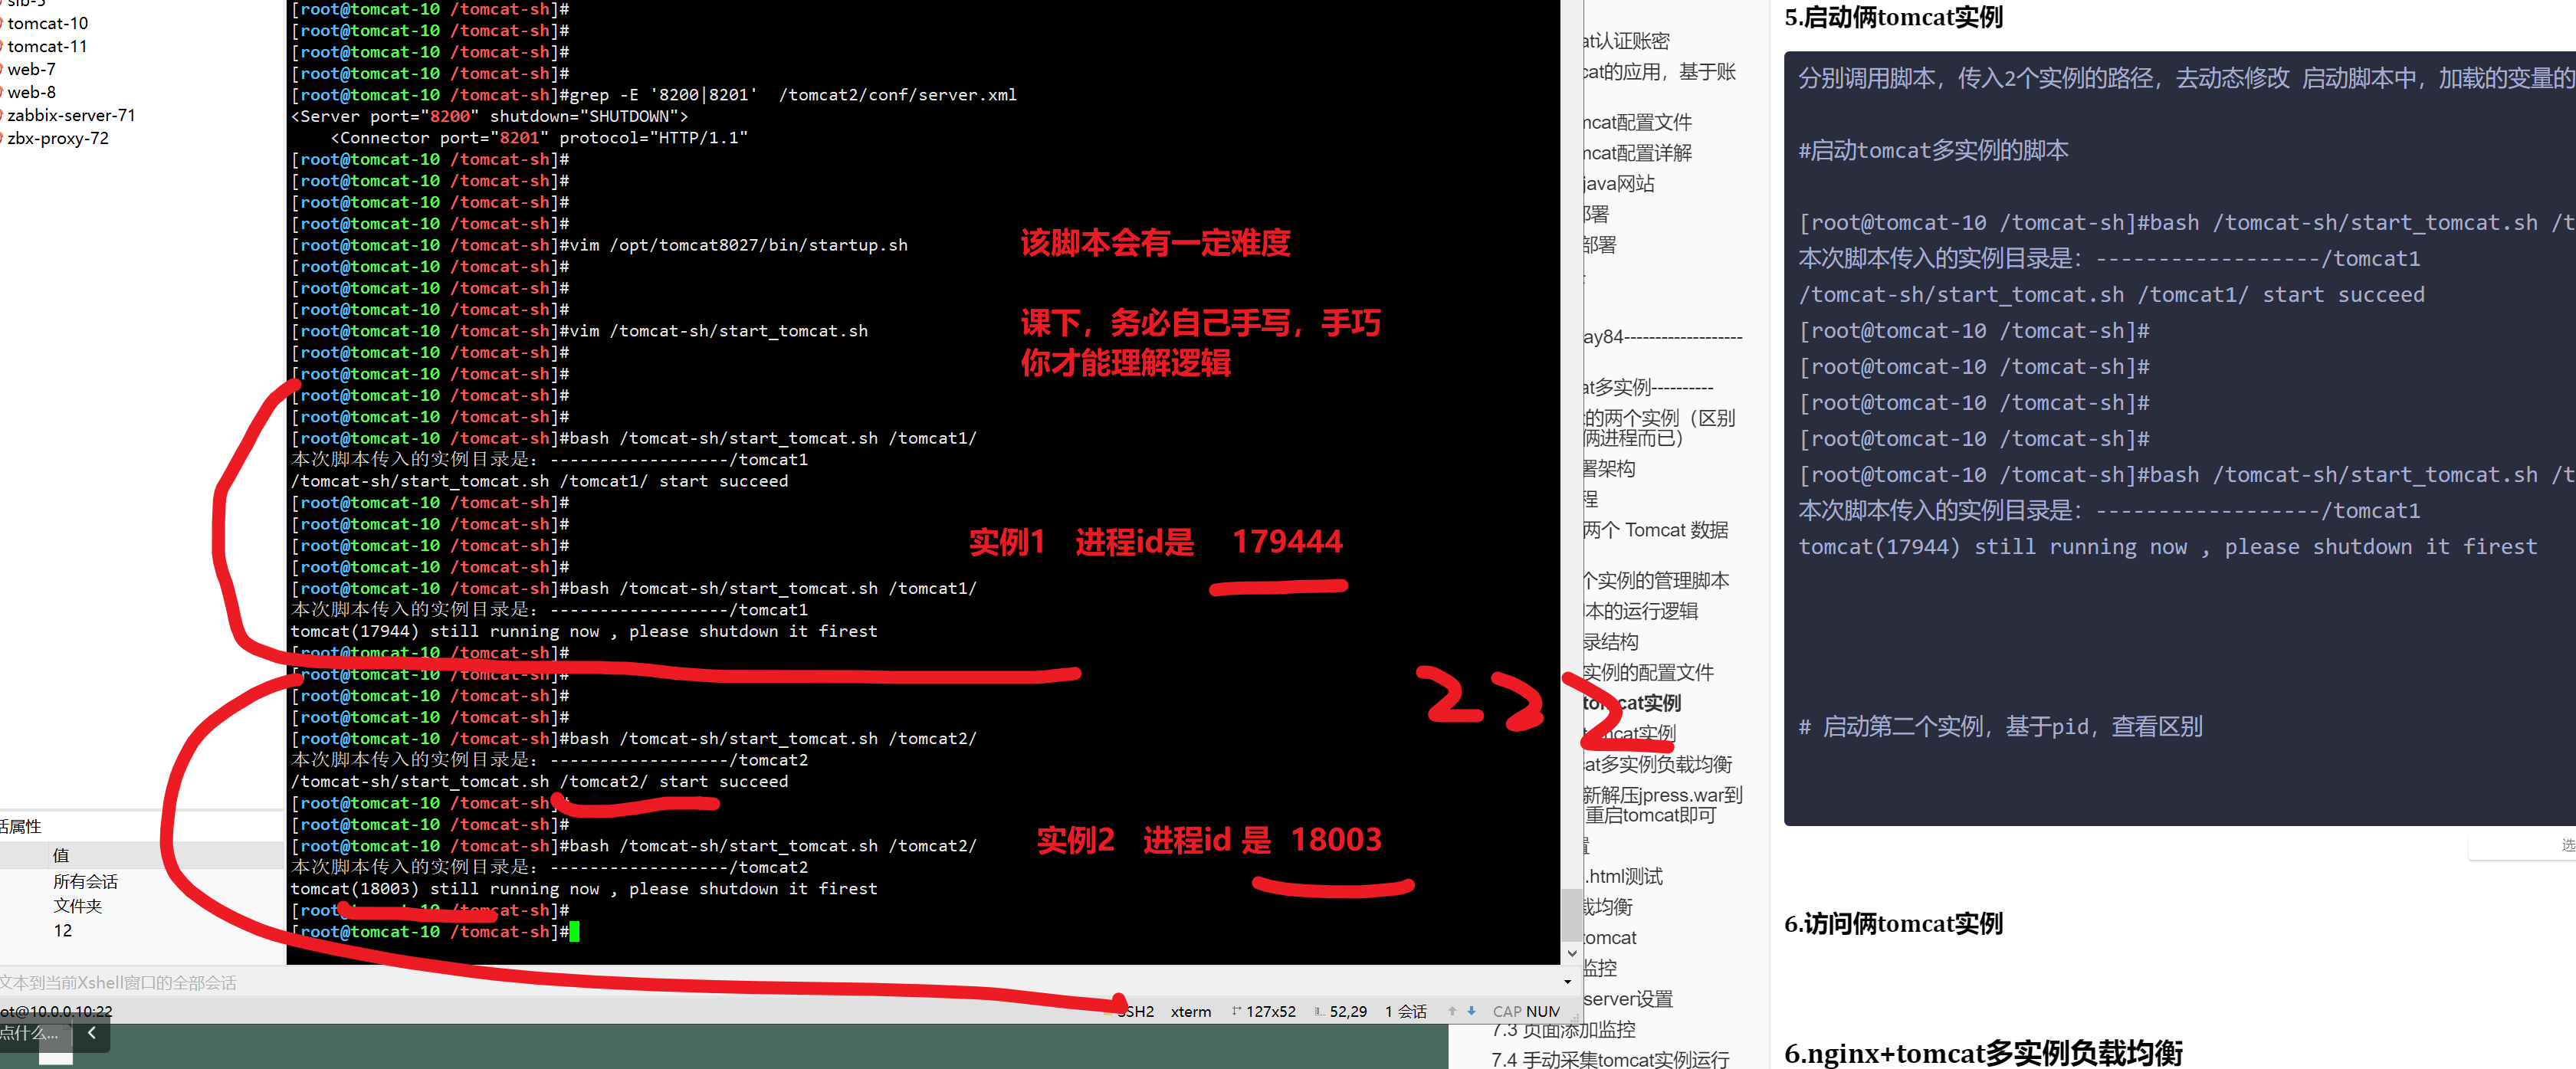 slb-5
tomcat-10
tomcat-11
web-7
web-8
zabbix-server-71
zbx-proxy-72
活属性
值
所有会话
文件夹
12
文本到当前Xshell窗口的全部会话
ot@10.0.0.10:22
点什么...
[root@tomcat-10 /tomcat-sh]#
[root@tomcat-10 /tomcat-sh]#
[root@tomcat-10 /tomcat-sh]#
[root@tomcat-10 /tomcat-sh]#
[root@tomcat-10 /tomcat-sh]#grep -E '8200|8201'  /tomcat2/conf/server.xml
<Server port="8200" shutdown="SHUTDOWN">
    <Connector port="8201" protocol="HTTP/1.1"
[root@tomcat-10 /tomcat-sh]#
[root@tomcat-10 /tomcat-sh]#
[root@tomcat-10 /tomcat-sh]#
[root@tomcat-10 /tomcat-sh]#
[root@tomcat-10 /tomcat-sh]#vim /opt/tomcat8027/bin/startup.sh
[root@tomcat-10 /tomcat-sh]#
[root@tomcat-10 /tomcat-sh]#
[root@tomcat-10 /tomcat-sh]#
[root@tomcat-10 /tomcat-sh]#vim /tomcat-sh/start_tomcat.sh
[root@tomcat-10 /tomcat-sh]#
[root@tomcat-10 /tomcat-sh]#
[root@tomcat-10 /tomcat-sh]#
[root@tomcat-10 /tomcat-sh]#
[root@tomcat-10 /tomcat-sh]#bash /tomcat-sh/start_tomcat.sh /tomcat1/
本次脚本传入的实例目录是：------------------/tomcat1
/tomcat-sh/start_tomcat.sh /tomcat1/ start succeed
[root@tomcat-10 /tomcat-sh]#
[root@tomcat-10 /tomcat-sh]#
[root@tomcat-10 /tomcat-sh]#
[root@tomcat-10 /tomcat-sh]#
[root@tomcat-10 /tomcat-sh]#bash /tomcat-sh/start_tomcat.sh /tomcat1/
本次脚本传入的实例目录是：------------------/tomcat1
tomcat(17944) still running now , please shutdown it firest
[root@tomcat-10 /tomcat-sh]#
[root@tomcat-10 /tomcat-sh]#
[root@tomcat-10 /tomcat-sh]#
[root@tomcat-10 /tomcat-sh]#
[root@tomcat-10 /tomcat-sh]#bash /tomcat-sh/start_tomcat.sh /tomcat2/
本次脚本传入的实例目录是：------------------/tomcat2
/tomcat-sh/start_tomcat.sh /tomcat2/ start succeed
[root@tomcat-10 /tomcat-sh]#
[root@tomcat-10 /tomcat-sh]#
[root@tomcat-10 /tomcat-sh]#bash /tomcat-sh/start_tomcat.sh /tomcat2/
本次脚本传入的实例目录是：------------------/tomcat2
tomcat(18003) still running now , please shutdown it firest
[root@tomcat-10 /tomcat-sh]#
[root@tomcat-10 /tomcat-sh]#
该脚本会有一定难度
课下，务必自己手写，手巧
你才能理解逻辑
实例1 进程id是 179444
222
实例2 进程id 是 18003
SSH2 xterm 127x52 52,29 1 会话 CAP NUM
at认证账密
cat的应用，基于账
mcat配置文件
mcat配置详解
java网站
部署
部署
ay84-------------------
at多实例----------
的两个实例（区别
俩进程而已）
署架构
程
两个 Tomcat 数据
个实例的管理脚本
本的运行逻辑
录结构
实例的配置文件
tomcat实例
tomcat实例
cat多实例负载均衡
新解压jpress.war到
重启tomcat即可
置
.html测试
载均衡
tomcat
监控
server设置
7.3 页面添加监控
7.4 手动采集tomcat实例运行
5.启动俩tomcat实例
分别调用脚本，传入2个实例的路径，去动态修改 启动脚本中，加载的变量的
#启动tomcat多实例的脚本
[root@tomcat-10 /tomcat-sh]#bash /tomcat-sh/start_tomcat.sh /t
本次脚本传入的实例目录是：------------------/tomcat1
/tomcat-sh/start_tomcat.sh /tomcat1/ start succeed
[root@tomcat-10 /tomcat-sh]#
[root@tomcat-10 /tomcat-sh]#
[root@tomcat-10 /tomcat-sh]#
[root@tomcat-10 /tomcat-sh]#
[root@tomcat-10 /tomcat-sh]#bash /tomcat-sh/start_tomcat.sh /t
本次脚本传入的实例目录是：------------------/tomcat1
tomcat(17944) still running now , please shutdown it firest
# 启动第二个实例，基于pid，查看区别
选
6.访问俩tomcat实例
6.nginx+tomcat多实例负载均衡